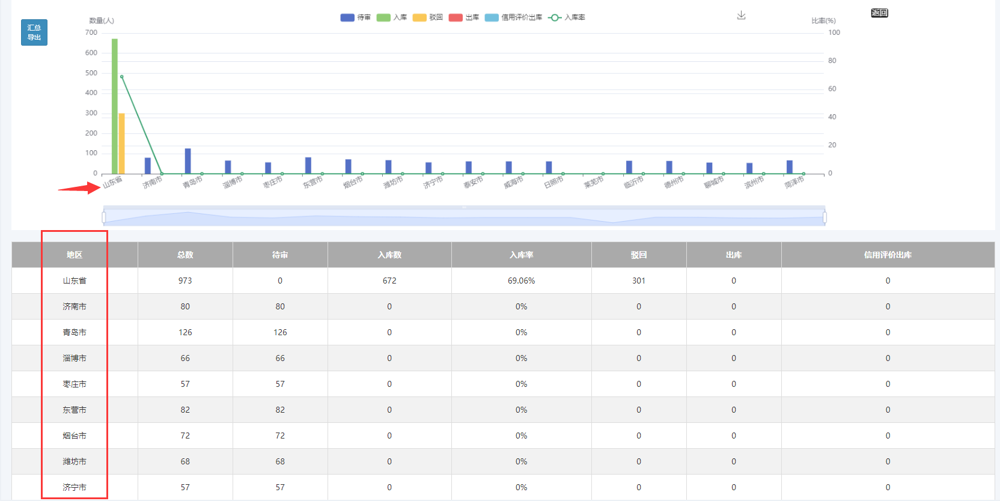 汇总
导出
待审 入库 驳回 出库 信用评价出库 入库率
返回
数量(人)
比率(%)
700
600
500
400
300
200
100
0
100
80
60
40
20
0
山东省 济南市 青岛市 淄博市 枣庄市 东营市 烟台市 潍坊市 济宁市 泰安市 威海市 日照市 莱芜市 临沂市 德州市 聊城市 滨州市 菏泽市
地区 总数 待审 入库数 入库率 驳回 出库 信用评价出库
山东省 973 0 672 69.06% 301 0 0
济南市 80 80 0 0% 0 0 0
青岛市 126 126 0 0% 0 0 0
淄博市 66 66 0 0% 0 0 0
枣庄市 57 57 0 0% 0 0 0
东营市 82 82 0 0% 0 0 0
烟台市 72 72 0 0% 0 0 0
潍坊市 68 68 0 0% 0 0 0
济宁市 57 57 0 0% 0 0 0